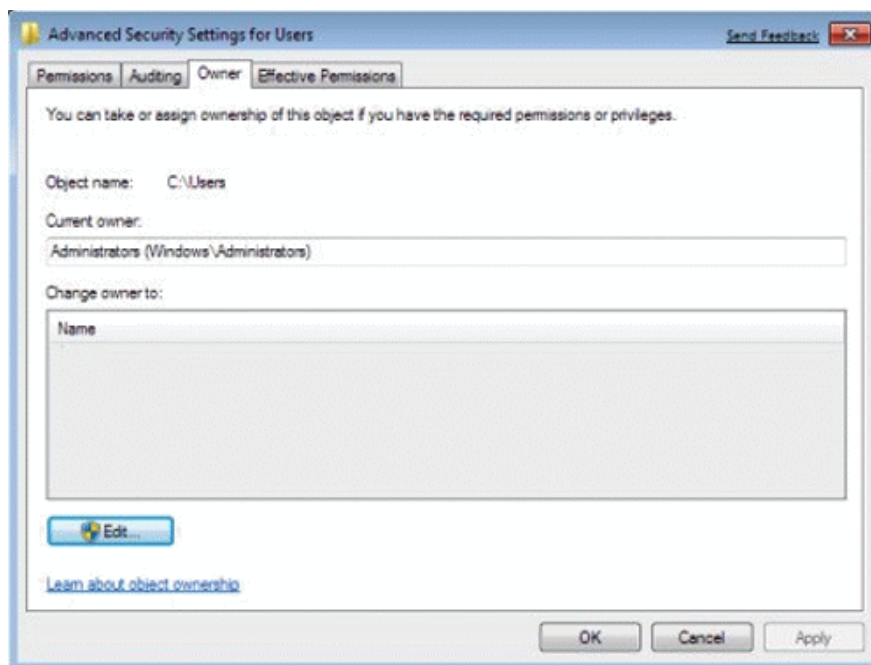 Advanced Security Settings for Users
Send Feedback
Permissions Auditing Owner Effective Permissions
You can take or assign ownership of this object if you have the required permissions or privileges.
Object name: C:\Users
Current owner:
Administrators (Windows\Administrators)
Change owner to:
Name
Edit...
Learn about object ownership
OK Cancel Apply